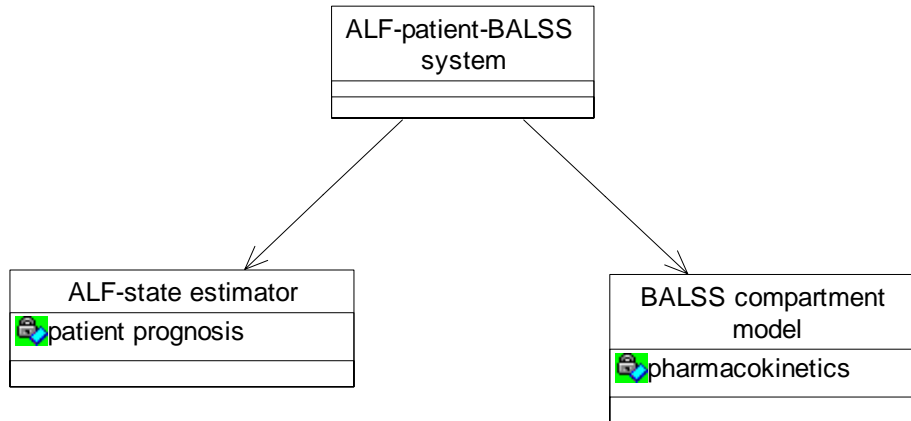 ALF-patient-BALSS
system
ALF-state estimator
patient prognosis
BALSS compartment
model
pharmacokinetics